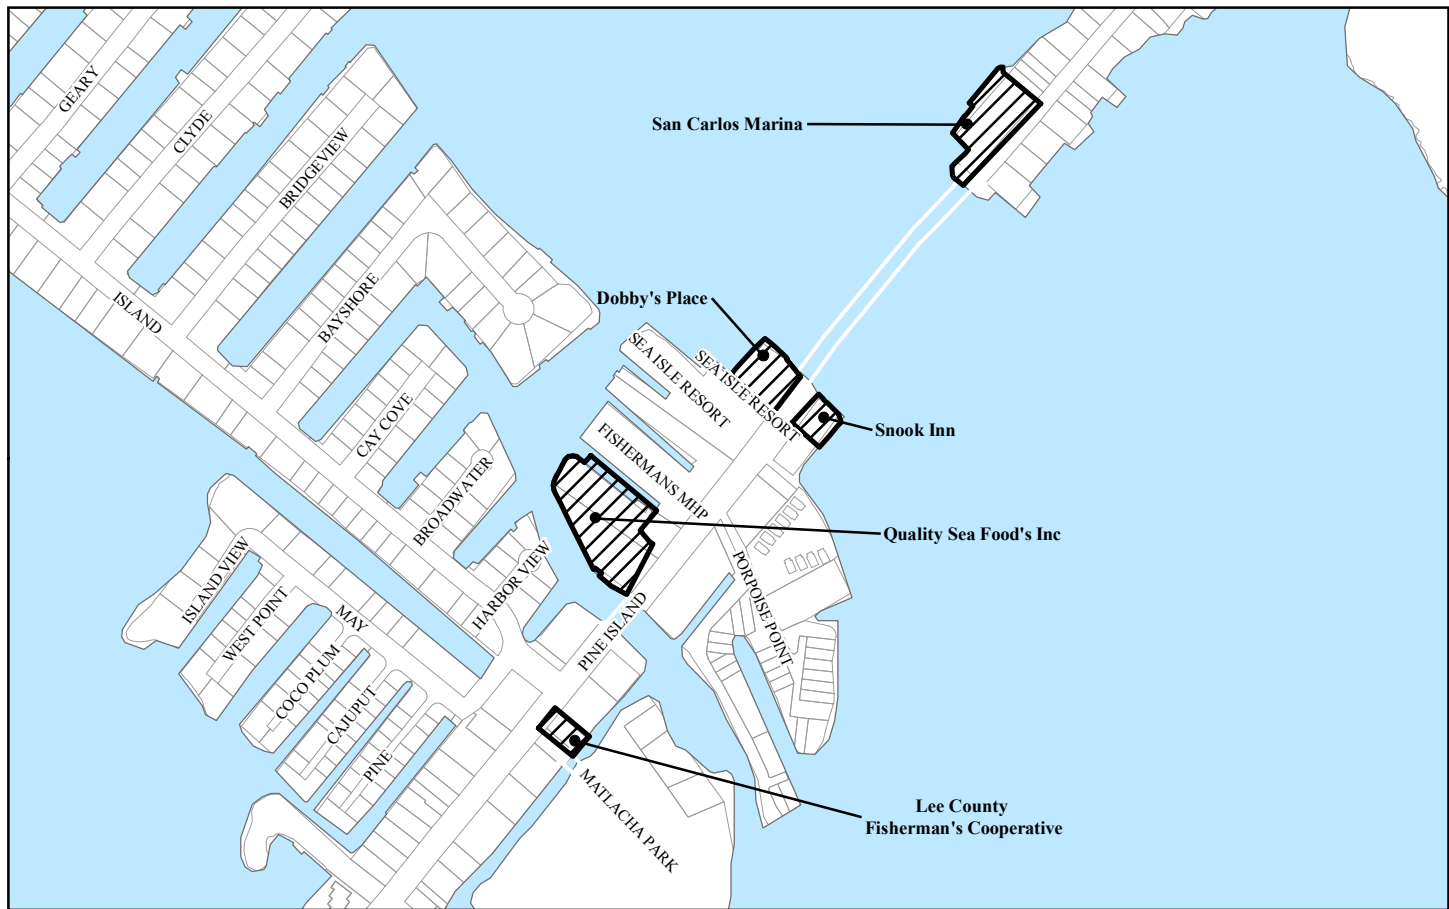 GEARY
CLYDE
BRIDGEVIEW
San Carlos Marina
ISLAND
BAYSHORE
Dobby's Place
SEA ISLE RESORT
SEA ISLE RESORT
CAY COVE
Snook Inn
FISHERMANS MHP
BROADWATER
Quality Sea Food's Inc
HARBOR VIEW
ISLAND VIEW
WEST POINT
MAY
PINE ISLAND
PORPOISE POINT
COCO PLUM
CAJUPUT
PINE
MATLACHA PARK
Lee County
Fisherman's Cooperative